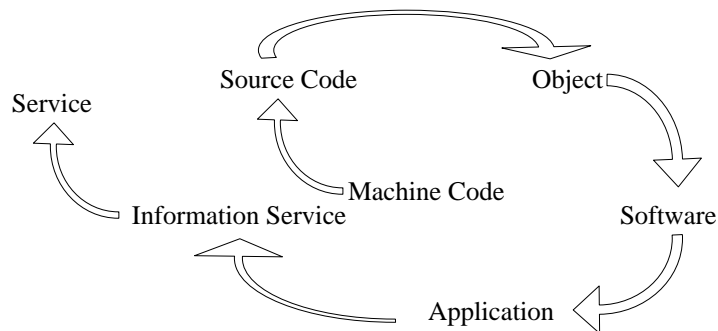 Source Code
Object
Service
Machine Code
Information Service
Software
Application